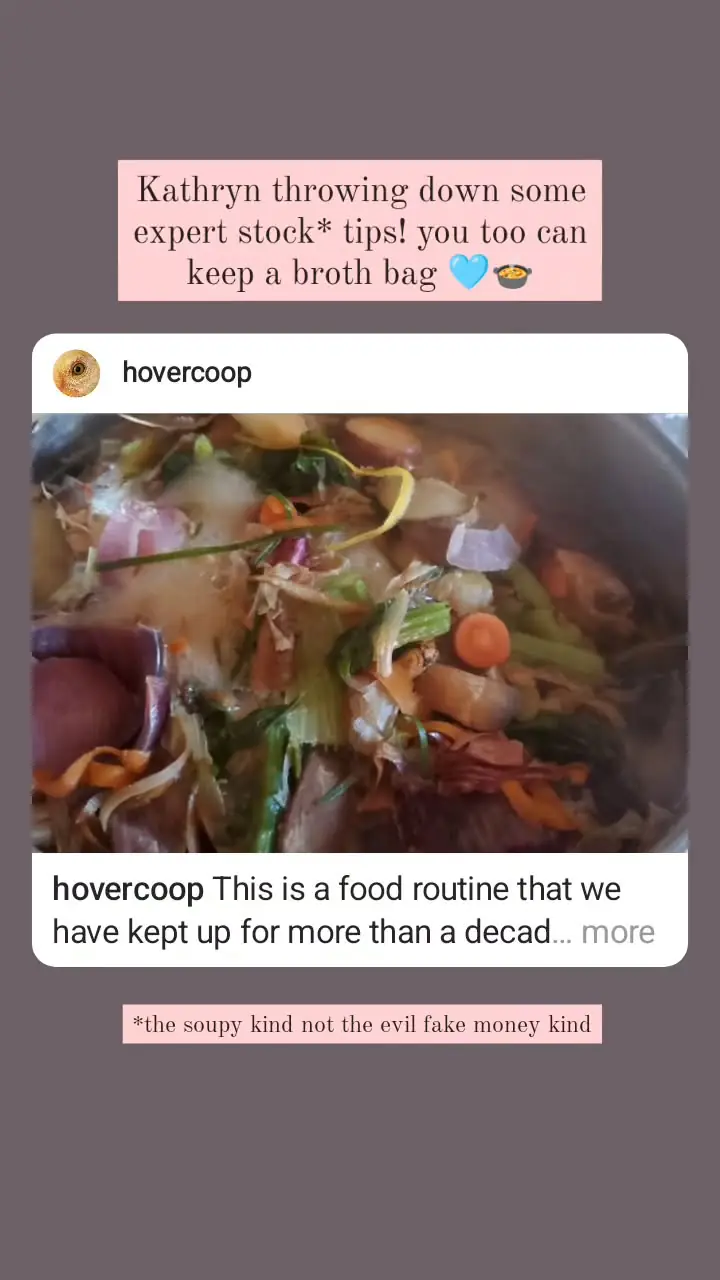 Kathryn throwing down some
expert stock* tips! you too can
keep a broth bag 🩵🍲
hovercoop
hovercoop This is a food routine that we
have kept up for more than a decad... more
*the soupy kind not the evil fake money kind